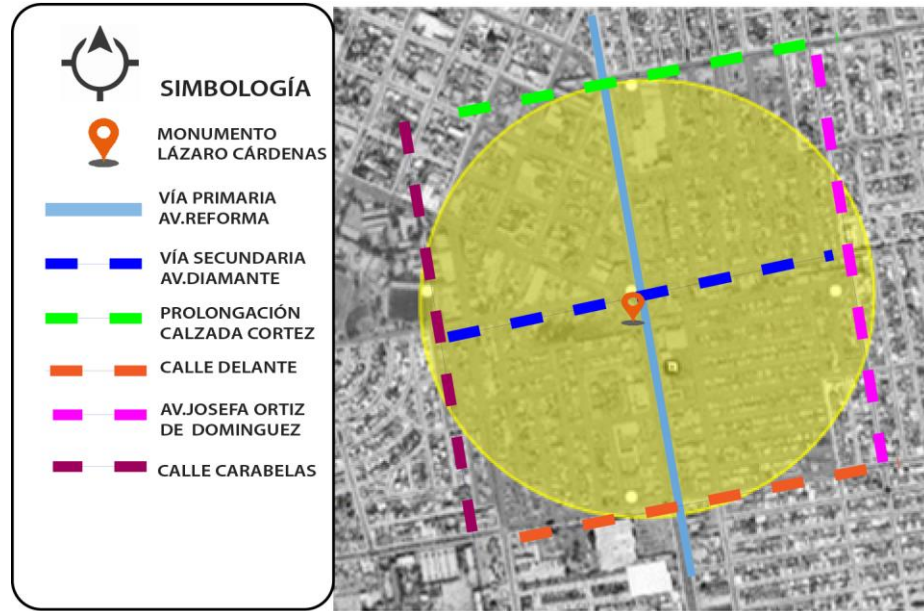 SIMBOLOGÍA
MONUMENTO
LÁZARO CÁRDENAS
VÍA PRIMARIA
AV.REFORMA
VÍA SECUNDARIA
AV.DIAMANTE
PROLONGACIÓN
CALZADA CORTEZ
CALLE DELANTE
AV.JOSEFA ORTIZ
DE DOMINGUEZ
CALLE CARABELAS